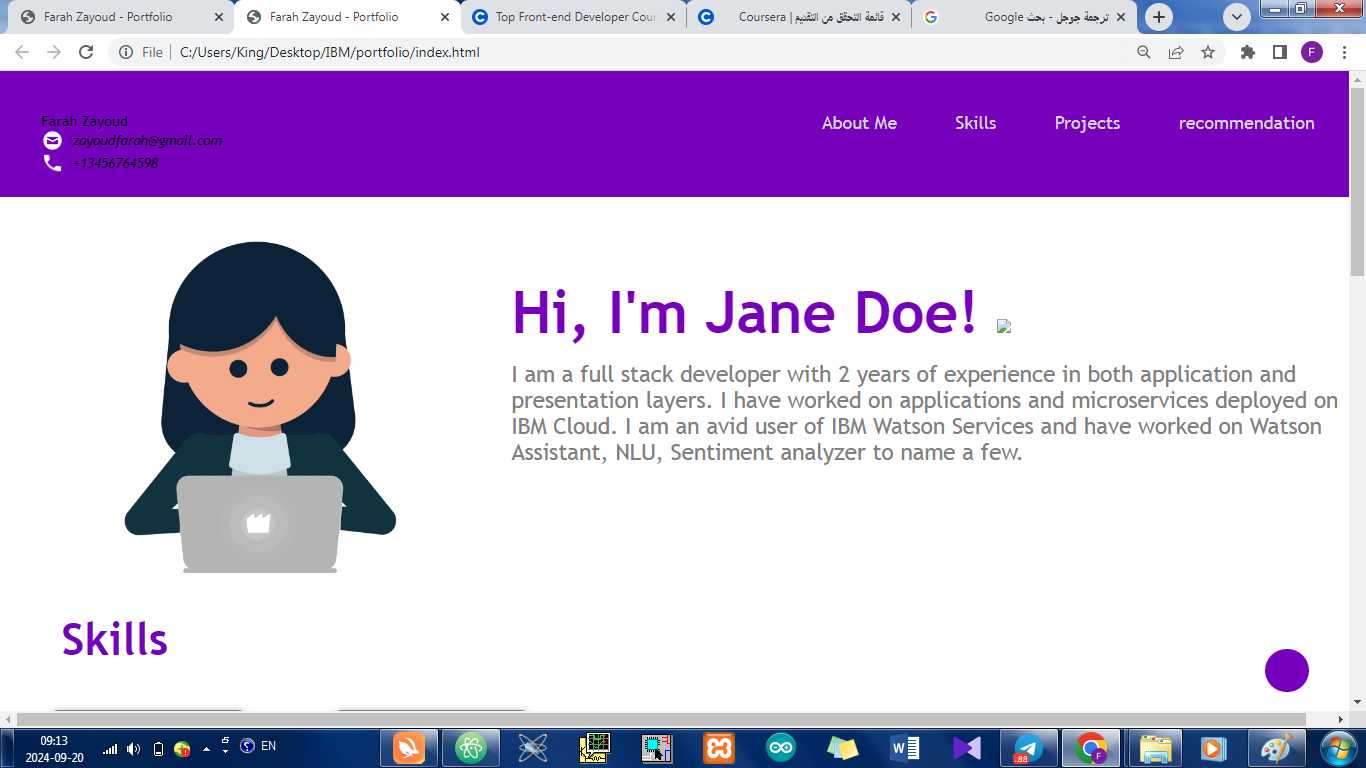 Farah Zayoud - Portfolio
Farah Zayoud - Portfolio
Top Front-end Developer Cour
قائمة التحقق من التقديم | Coursera
ترجمة جوجل - بحث Google
File
C:/Users/King/Desktop/IBM/portfolio/index.html
F
Farah Zayoud
zayoudfarah@gmail.com
+13456764598
About Me
Skills
Projects
recommendation
Hi, I'm Jane Doe!
I am a full stack developer with 2 years of experience in both application and
presentation layers. I have worked on applications and microservices deployed on
IBM Cloud. I am an avid user of IBM Watson Services and have worked on Watson
Assistant, NLU, Sentiment analyzer to name a few.
Skills
09:13
2024-09-20
EN
.88
F